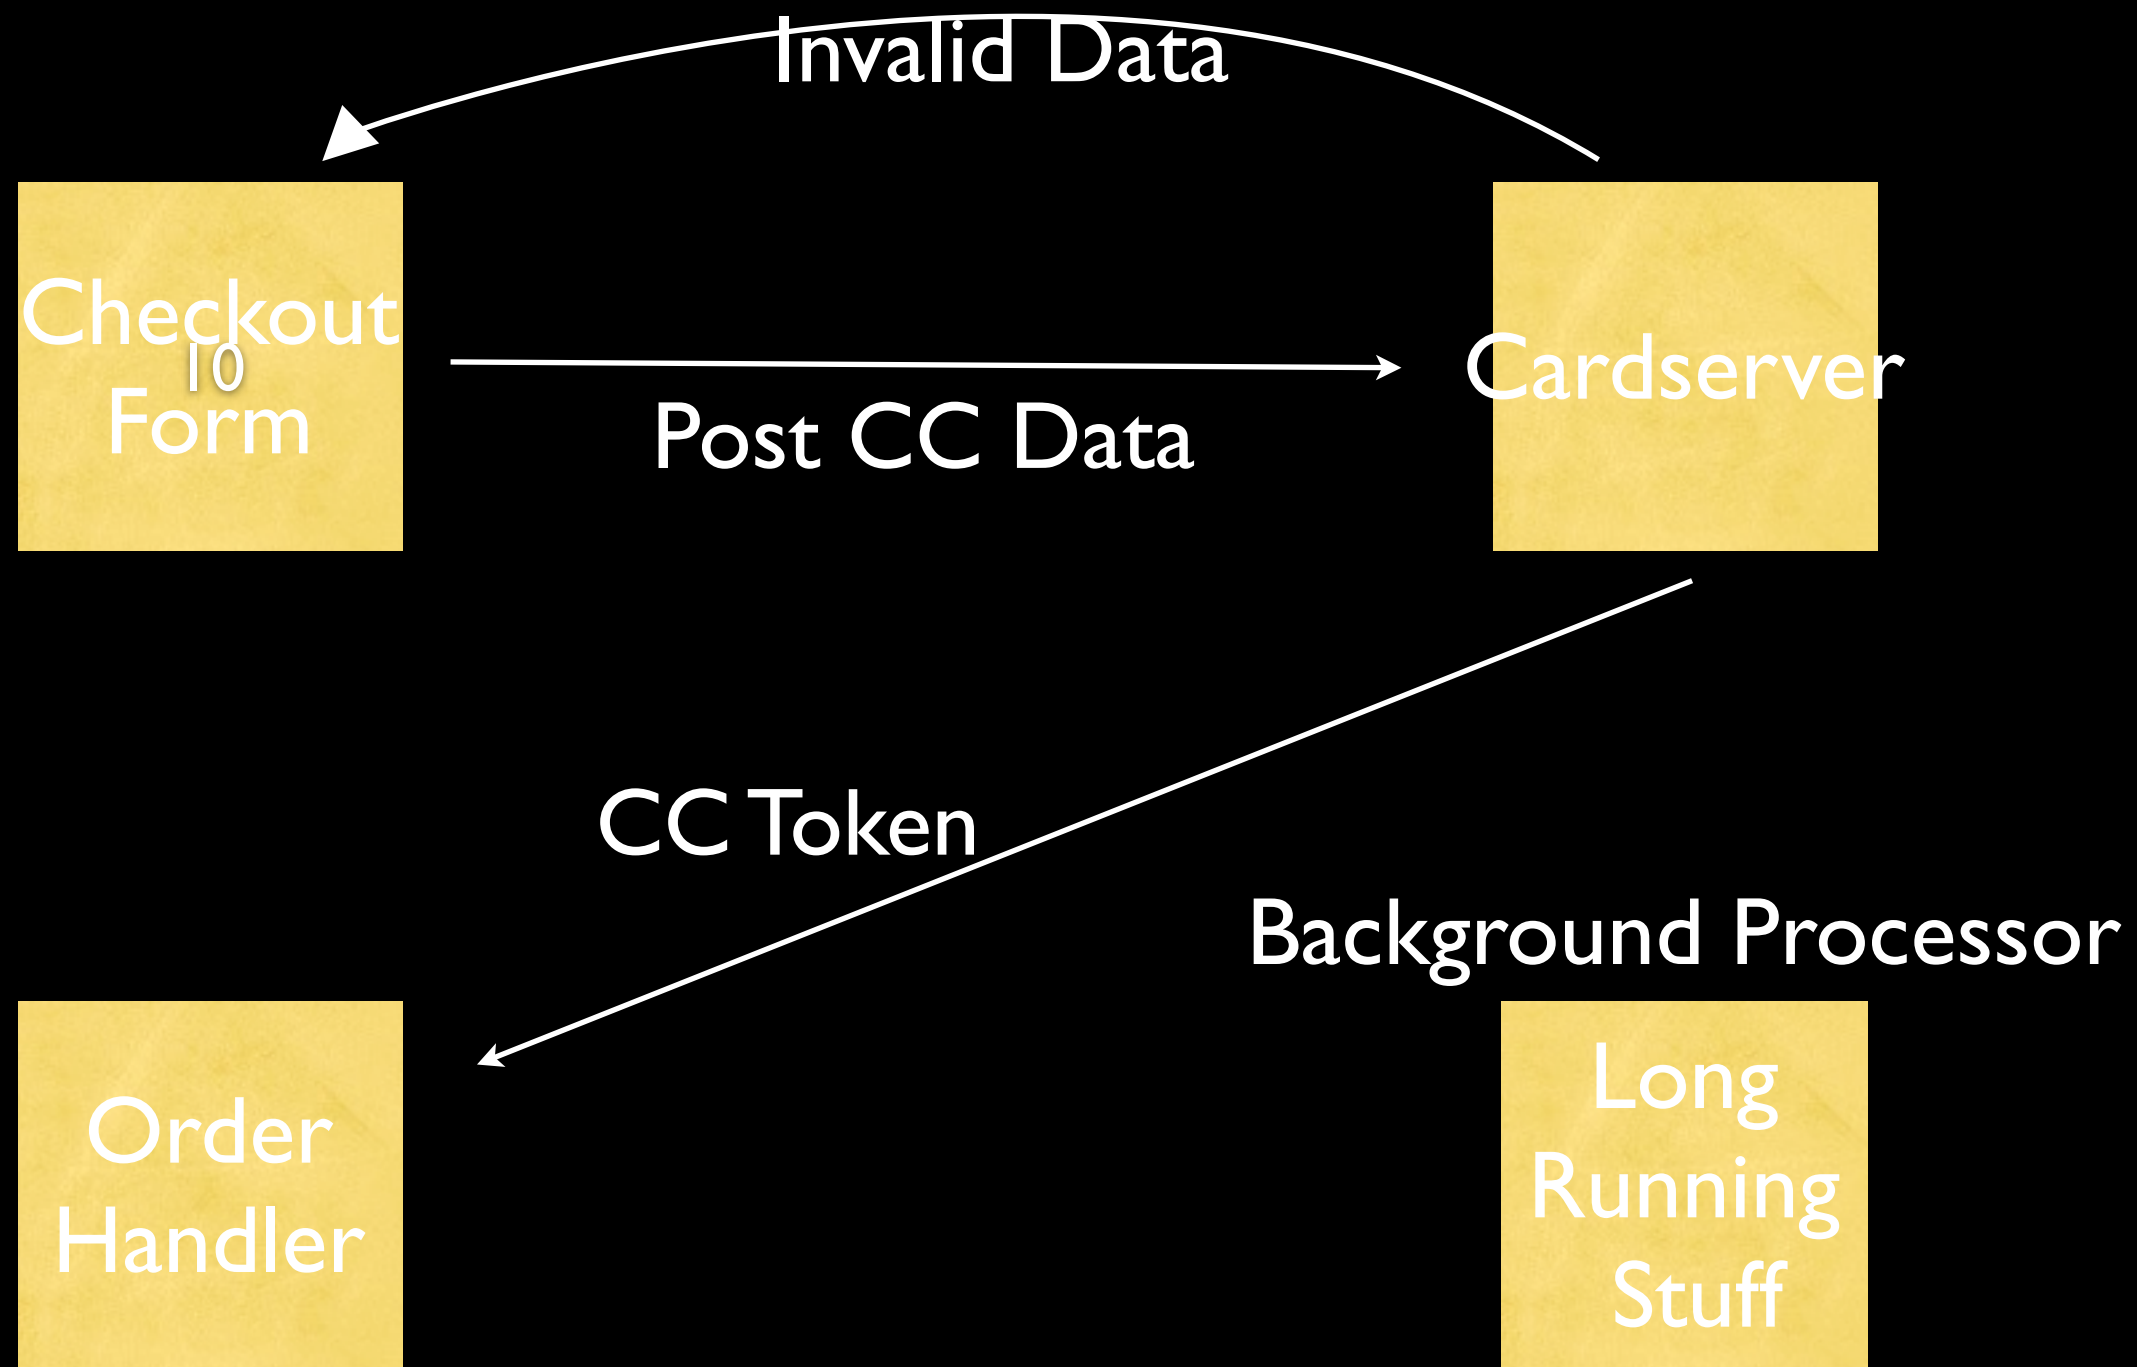 Invalid Data
Checkout
10
Form
Cardserver
Post CC Data
CC Token
Background Processor
Order
Handler
Long
Running
Stuff